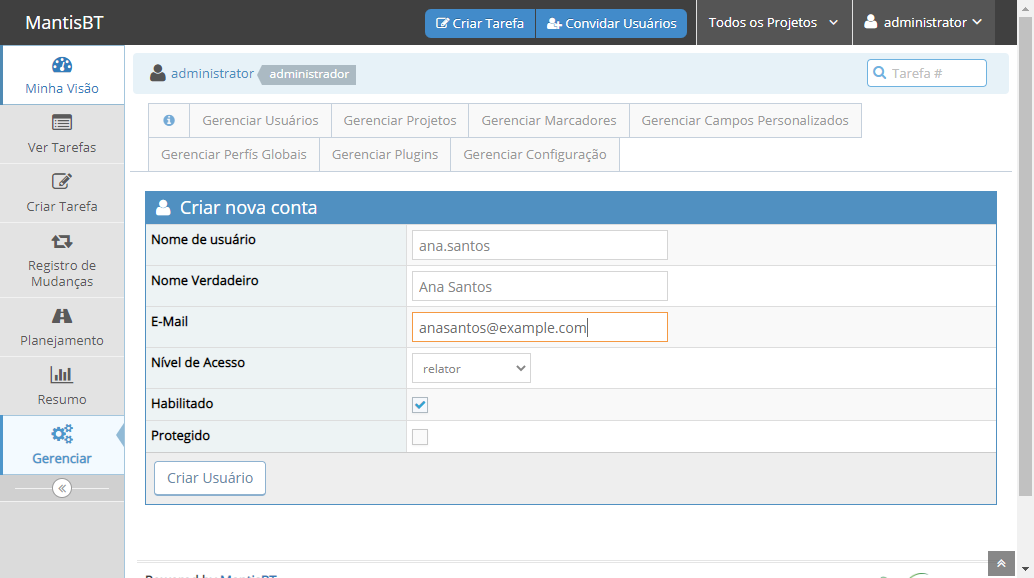 MantisBT
Criar Tarefa
Convidar Usuários
Todos os Projetos
administrator
Minha Visão
Ver Tarefas
Criar Tarefa
Registro de
Mudanças
Planejamento
Resumo
Gerenciar
administrator
administrador
Tarefa #
Gerenciar Usuários
Gerenciar Projetos
Gerenciar Marcadores
Gerenciar Campos Personalizados
Gerenciar Perfís Globais
Gerenciar Plugins
Gerenciar Configuração
Criar nova conta
Nome de usuário
ana.santos
Nome Verdadeiro
Ana Santos
E-Mail
anasantos@example.com
Nível de Acesso
relator
Habilitado
Protegido
Criar Usuário
Powered by MantisBT